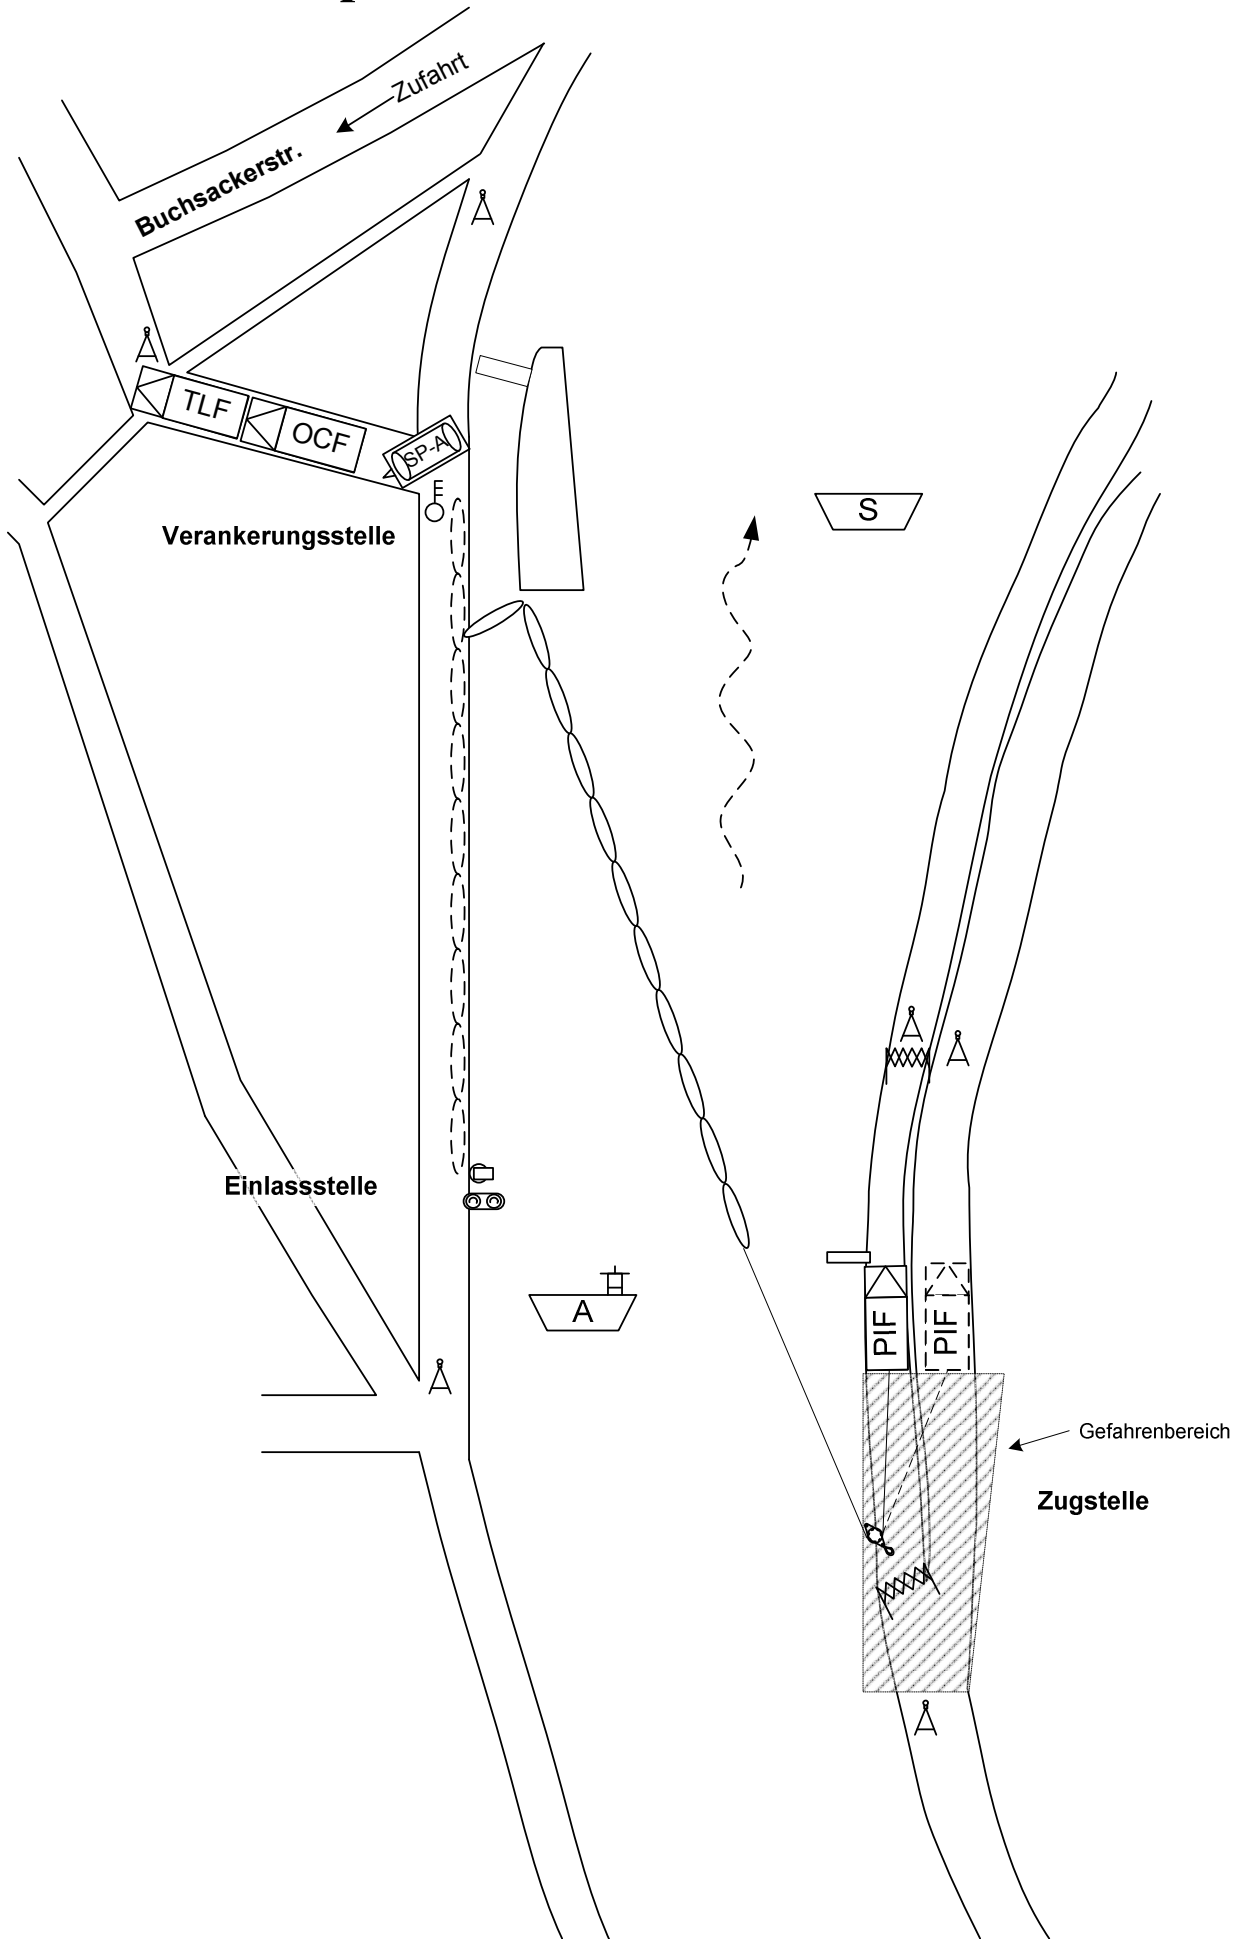 Zufahrt
Buchsackerstr.
TLF
OCF
SP-A
Verankerungsstelle
S
Einlassstelle
A
PIF
PIF
Gefahrenbereich
Zugstelle